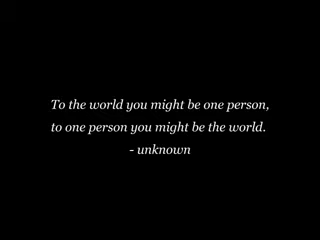 To the world you might be one person,
to one person you might be the world.
- unknown